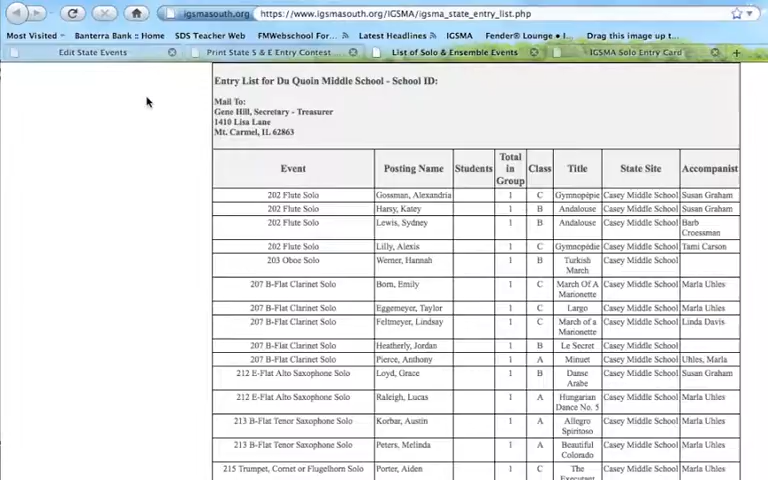 igsmasouth.org https://www.igsmasouth.org/IGSMA/igsma_state_entry_list.php
Most Visited Banterra Bank :: Home SDS Teacher Web FMWebschool For... Latest Headlines IGSMA Fender® Lounge • I... Drag this image up t...
Edit State Events Print State S & E Entry Contest... List of Solo & Ensemble Events IGSMA Solo Entry Card
Entry List for Du Quoin Middle School - School ID:
Mail To:
Gene Hill, Secretary - Treasurer
1410 Lisa Lane
Mt. Carmel, IL 62863
Event Posting Name Students Total in Group Class Title State Site Accompanist
202 Flute Solo Gossman, Alexandria 1 C Gymnopépie Casey Middle School Susan Graham
202 Flute Solo Harsy, Katey 1 B Andalouse Casey Middle School Susan Graham
202 Flute Solo Lewis, Sydney 1 B Andalouse Casey Middle School Barb Croessman
202 Flute Solo Lilly, Alexis 1 C Gymnopédie Casey Middle School Tami Carson
203 Oboe Solo Werner, Hannah 1 B Turkish March Casey Middle School
207 B-Flat Clarinet Solo Born, Emily 1 C March Of A Marionette Casey Middle School Marla Uhles
207 B-Flat Clarinet Solo Eggemeyer, Taylor 1 C Largo Casey Middle School Marla Uhles
207 B-Flat Clarinet Solo Feltmeyer, Lindsay 1 C March of a Marionette Casey Middle School Linda Davis
207 B-Flat Clarinet Solo Heatherly, Jordan 1 B Le Secret Casey Middle School
207 B-Flat Clarinet Solo Pierce, Anthony 1 A Minuet Casey Middle School Uhles, Marla
212 E-Flat Alto Saxophone Solo Loyd, Grace 1 B Danse Arabe Casey Middle School Susan Graham
212 E-Flat Alto Saxophone Solo Raleigh, Lucas 1 A Hungarian Dance No. 5 Casey Middle School Marla Uhles
213 B-Flat Tenor Saxophone Solo Korbar, Austin 1 A Allegro Spiritoso Casey Middle School Marla Uhles
213 B-Flat Tenor Saxophone Solo Peters, Melinda 1 A Beautiful Colorado Casey Middle School Marla Uhles
215 Trumpet, Cornet or Flugelhorn Solo Porter, Aiden 1 C The Casey Middle School Marla Uhles